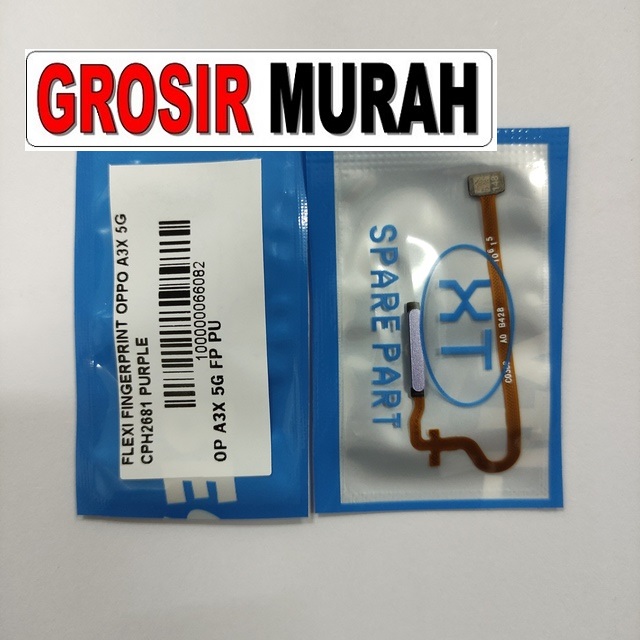 GROSIR MURAH
FLEXI FINGERPRINT OPPO A3X 5G
CPH2681 PURPLE
1000000066082
OP A3X 5G FP PU
SPARE PART
XT